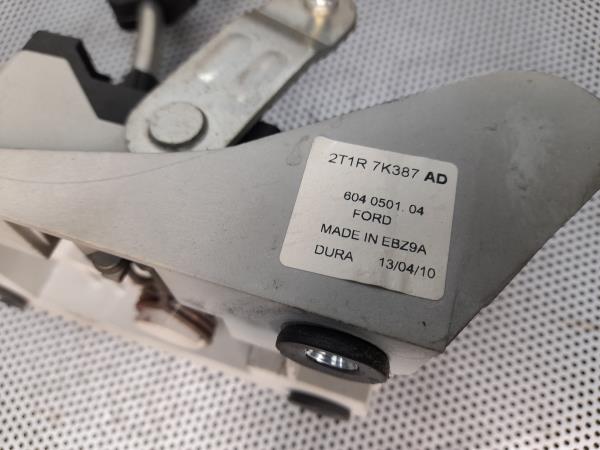 2T1R 7K387 AD
604 0501. 04
FORD
MADE IN EBZ9A
DURA 13/04/10